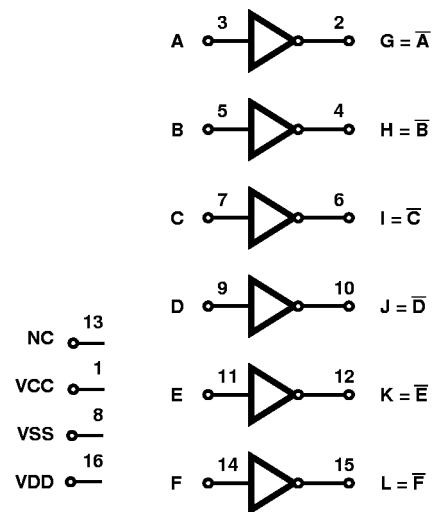 A 3 2 G = A̅
B 5 4 H = B̅
C 7 6 I = C̅
D 9 10 J = D̅
E 11 12 K = E̅
F 14 15 L = F̅
NC 13
VCC 1
VSS 8
VDD 16